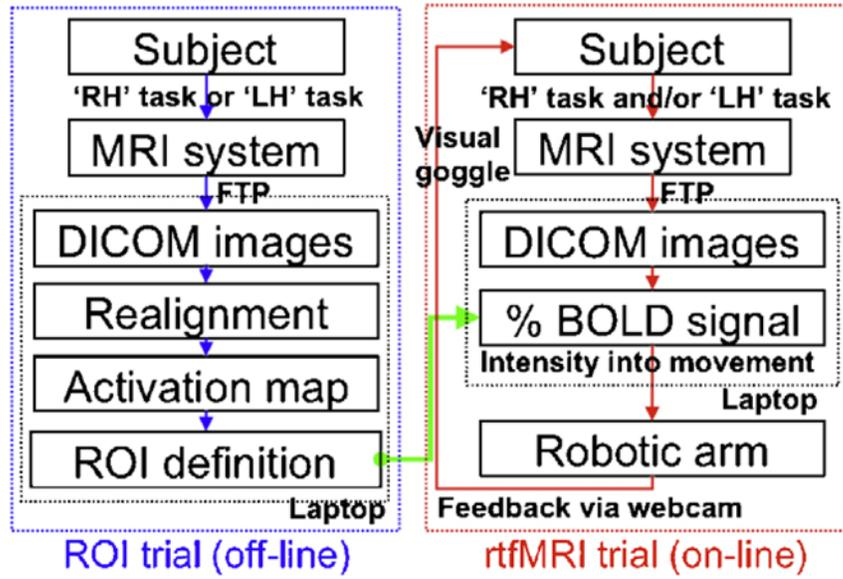 Subject
‘RH’ task or ‘LH’ task
MRI system
FTP
DICOM images
Realignment
Activation map
ROI definition
Laptop
ROI trial (off-line)
Subject
‘RH’ task and/or ‘LH’ task
Visual
goggle
MRI system
FTP
DICOM images
% BOLD signal
Intensity into movement
Laptop
Robotic arm
Feedback via webcam
rtfMRI trial (on-line)